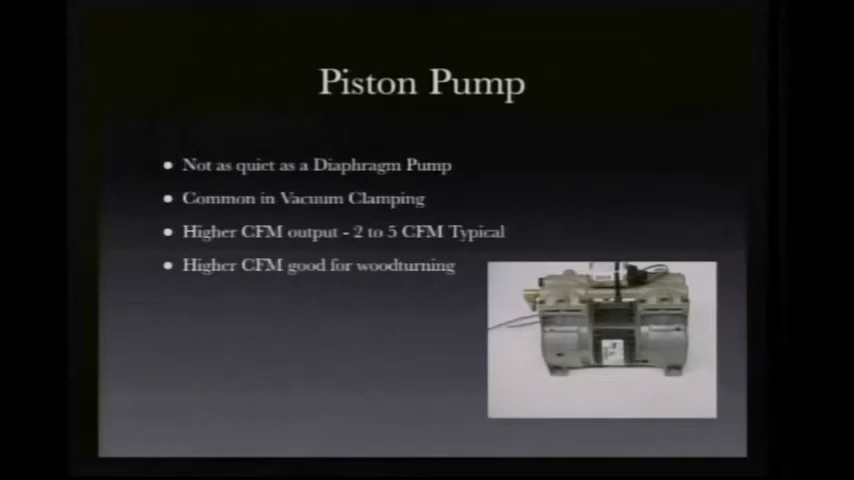 Piston Pump
• Not as quiet as a Diaphragm Pump
• Common in Vacuum Clamping
• Higher CFM output - 2 to 5 CFM Typical
• Higher CFM good for woodturning